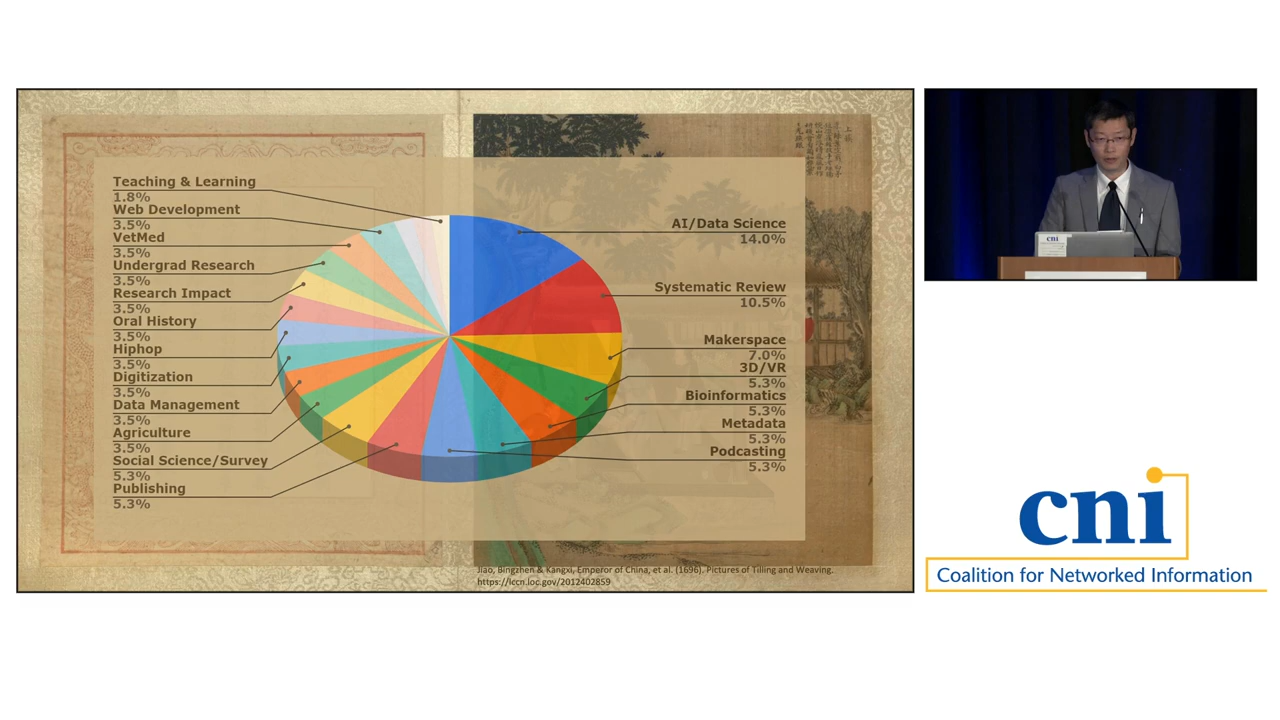 Teaching & Learning
1.8%
Web Development
3.5%
VetMed
3.5%
Undergrad Research
3.5%
Research Impact
3.5%
Oral History
3.5%
Hiphop
3.5%
Digitization
3.5%
Data Management
3.5%
Agriculture
3.5%
Social Science/Survey
5.3%
Publishing
5.3%
AI/Data Science
14.0%
Systematic Review
10.5%
Makerspace
7.0%
3D/VR
5.3%
Bioinformatics
5.3%
Metadata
5.3%
Podcasting
5.3%
Jiao, Bingzhen & Kangxi, Emperor of China, et al. (1696). Pictures of Tilling and Weaving.
https://lccn.loc.gov/2012402859
cni
cni
Coalition for Networked Information